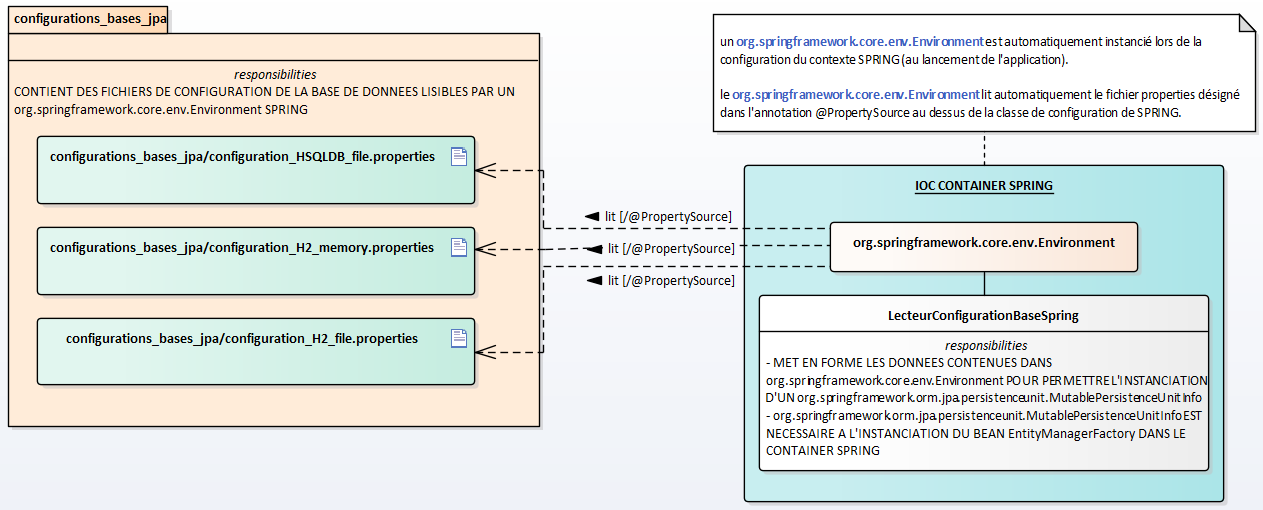 configurations_bases_jpa
responsibilities
CONTIENT DES FICHIERS DE CONFIGURATION DE LA BASE DE DONNEES LISIBLES PAR UN
org.springframework.core.env.Environment SPRING
configurations_bases_jpa/configuration_HSQLDB_file.properties
configurations_bases_jpa/configuration_H2_memory.properties
configurations_bases_jpa/configuration_H2_file.properties
lit [/@PropertySource]
lit [/@PropertySource]
lit [/@PropertySource]
un org.springframework.core.env.Environment est automatiquement instancié lors de la
configuration du contexte SPRING (au lancement de l'application).
le org.springframework.core.env.Environment lit automatiquement le fichier properties désigné
dans l'annotation @PropertySource au dessus de la classe de configuration de SPRING.
IOC CONTAINER SPRING
org.springframework.core.env.Environment
LecteurConfigurationBaseSpring
responsibilities
- MET EN FORME LES DONNEES CONTENUES DANS
org.springframework.core.env.Environment POUR PERMETTRE L'INSTANCIATION
D'UN org.springframework.orm.jpa.persistenceunit.MutablePersistenceUnitInfo
- org.springframework.orm.jpa.persistenceunit.MutablePersistenceUnitInfo EST
NECESSAIRE A L'INSTANCIATION DU BEAN EntityManagerFactory DANS LE
CONTAINER SPRING